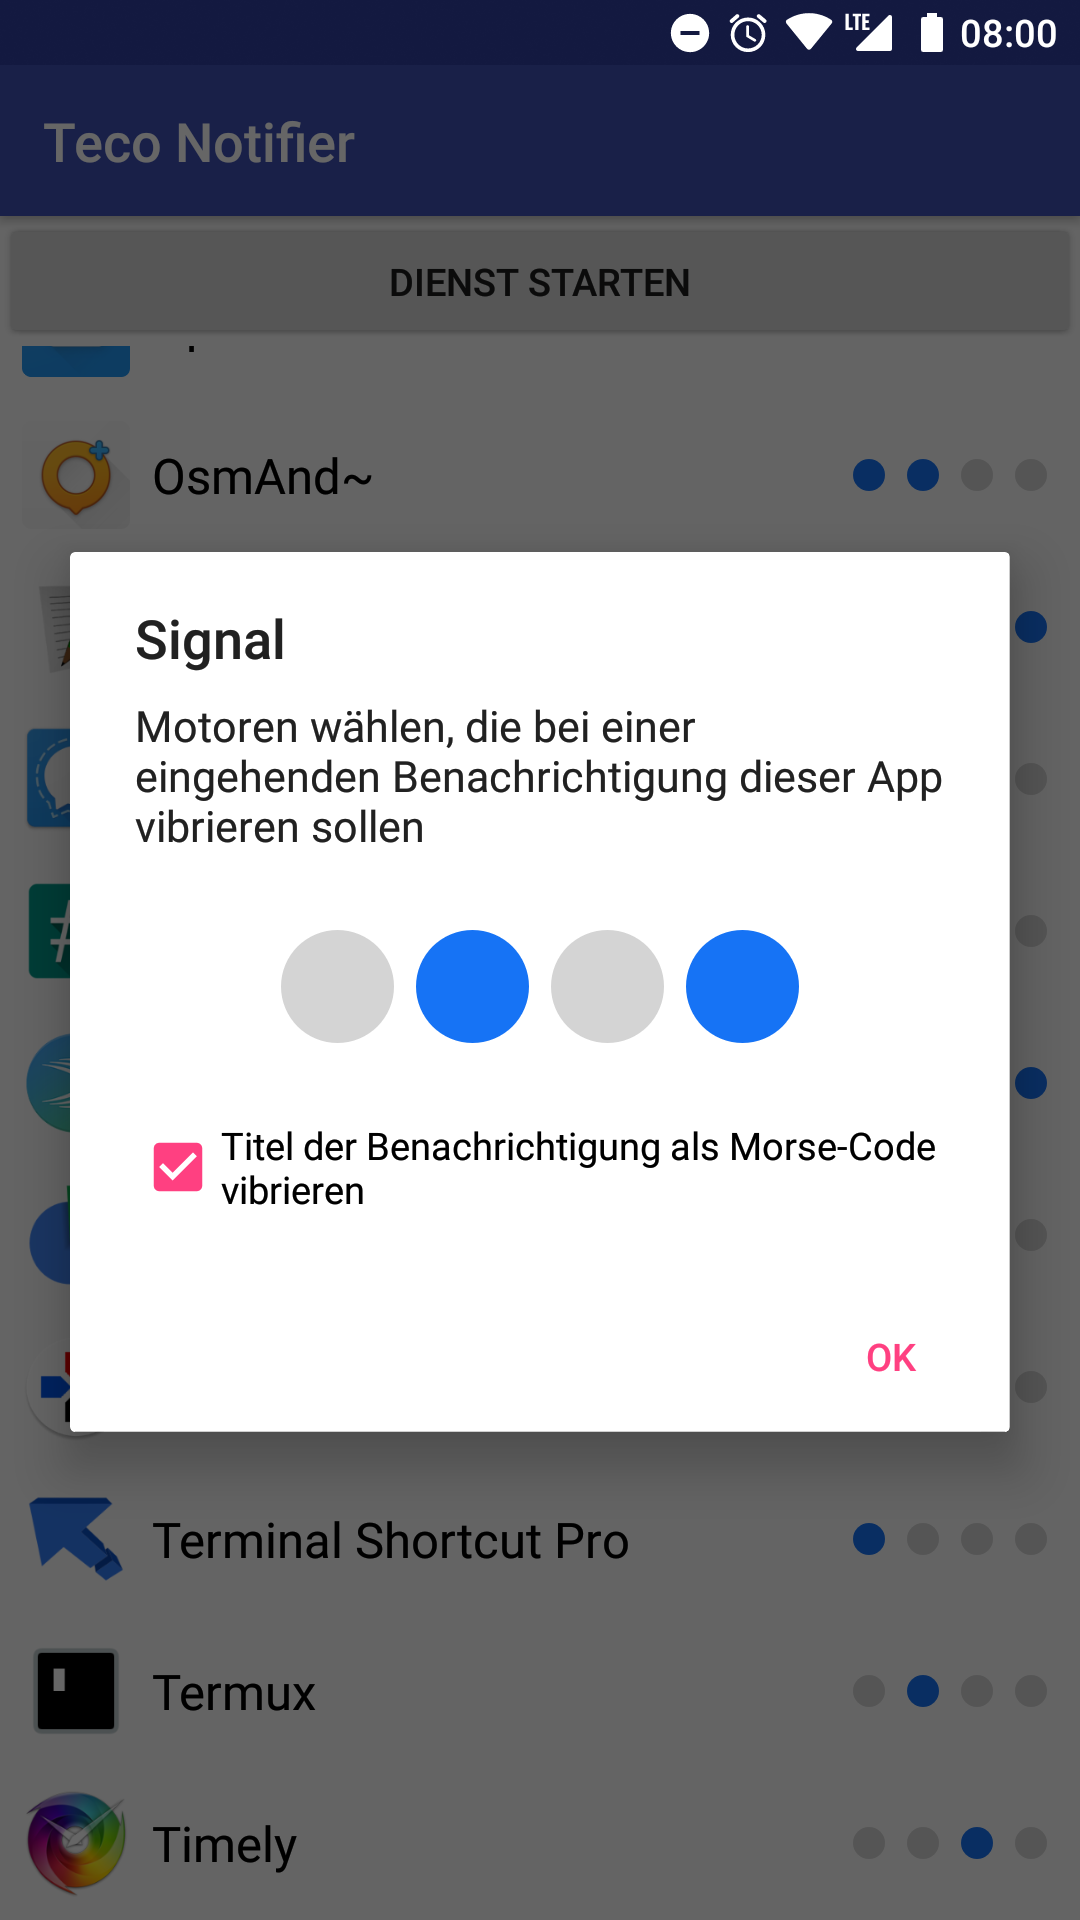 LTE 08:00
Teco Notifier
DIENST STARTEN
OsmAnd~
Signal
Motoren wählen, die bei einer
eingehenden Benachrichtigung dieser App
vibrieren sollen
Titel der Benachrichtigung als Morse-Code
vibrieren
OK
Terminal Shortcut Pro
Termux
Timely